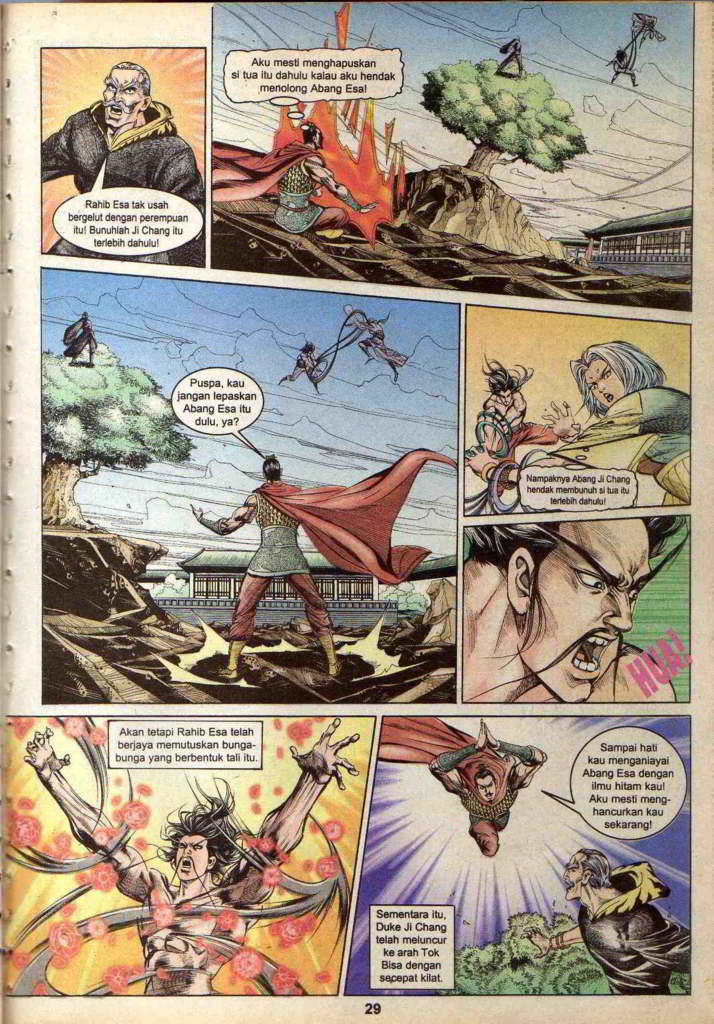 Rahib Esa tak usah
bergelut dengan perempuan
itu! Bunuhlah Ji Chang itu
terlebih dahulu!
Aku mesti menghapuskan
si tua itu dahulu kalau aku hendak
menolong Abang Esa!
Puspa, kau
jangan lepaskan
Abang Esa itu
dulu, ya?
Nampaknya Abang Ji Chang
hendak membunuh si tua itu
terlebih dahulu!
HUA!
Akan tetapi Rahib Esa telah
berjaya memutuskan bunga-
bunga yang berbentuk tali itu.
Sampai hati
kau menganiayai
Abang Esa dengan
ilmu hitam kau!
Aku mesti meng-
hancurkan kau
sekarang!
Sementara itu,
Duke Ji Chang
telah meluncur
ke arah Tok
Bisa dengan
secepat kilat.
29